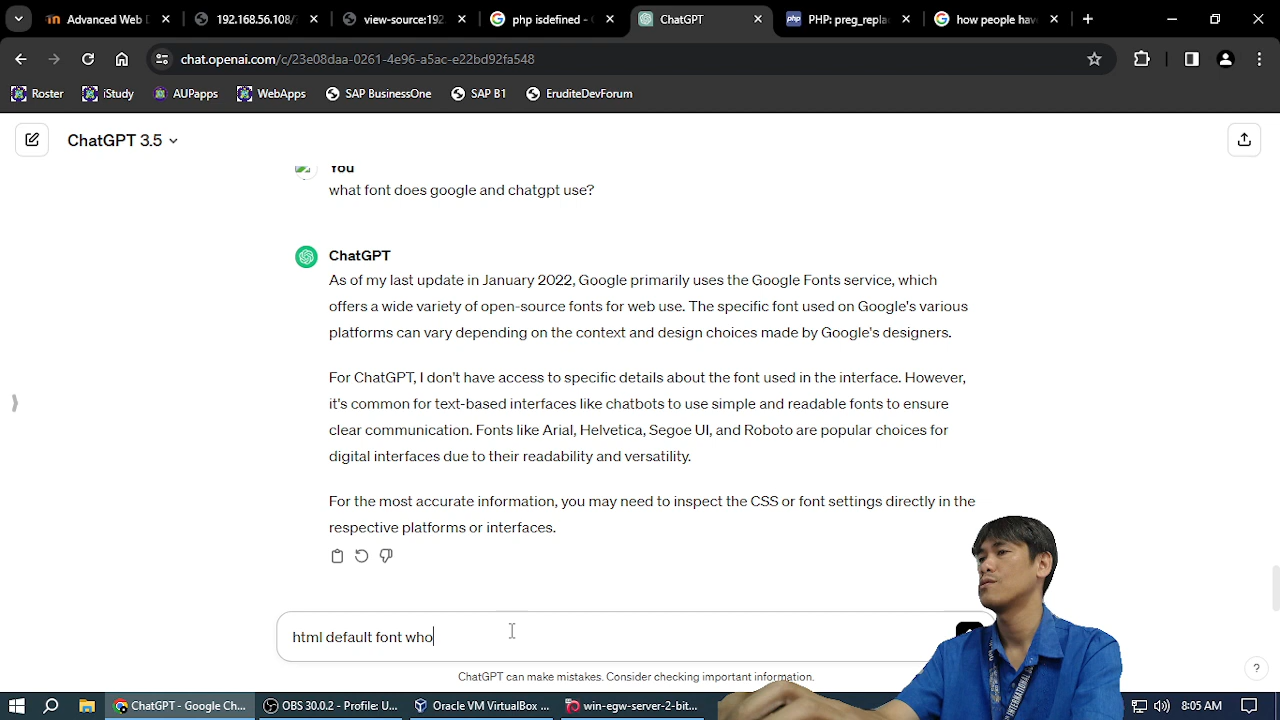 Advanced Web D
192.168.56.108/
view-source:192
php isdefined -
ChatGPT
PHP: preg_repla
how people hav
chat.openai.com/c/23e08daa-0261-4e96-a5ac-e22bd92fa548
Roster
iStudy
AUPapps
WebApps
SAP BusinessOne
SAP B1
EruditeDevForum
ChatGPT 3.5
You
what font does google and chatgpt use?
ChatGPT
As of my last update in January 2022, Google primarily uses the Google Fonts service, which
offers a wide variety of open-source fonts for web use. The specific font used on Google's various
platforms can vary depending on the context and design choices made by Google's designers.
For ChatGPT, I don't have access to specific details about the font used in the interface. However,
it's common for text-based interfaces like chatbots to use simple and readable fonts to ensure
clear communication. Fonts like Arial, Helvetica, Segoe UI, and Roboto are popular choices for
digital interfaces due to their readability and versatility.
For the most accurate information, you may need to inspect the CSS or font settings directly in the
respective platforms or interfaces.
html default font who
ChatGPT can make mistakes. Consider checking important information.
?
ChatGPT - Google Ch...
OBS 30.0.2 - Profile: U...
Oracle VM VirtualBox ...
win-egw-server-2-bit...
8:05 AM